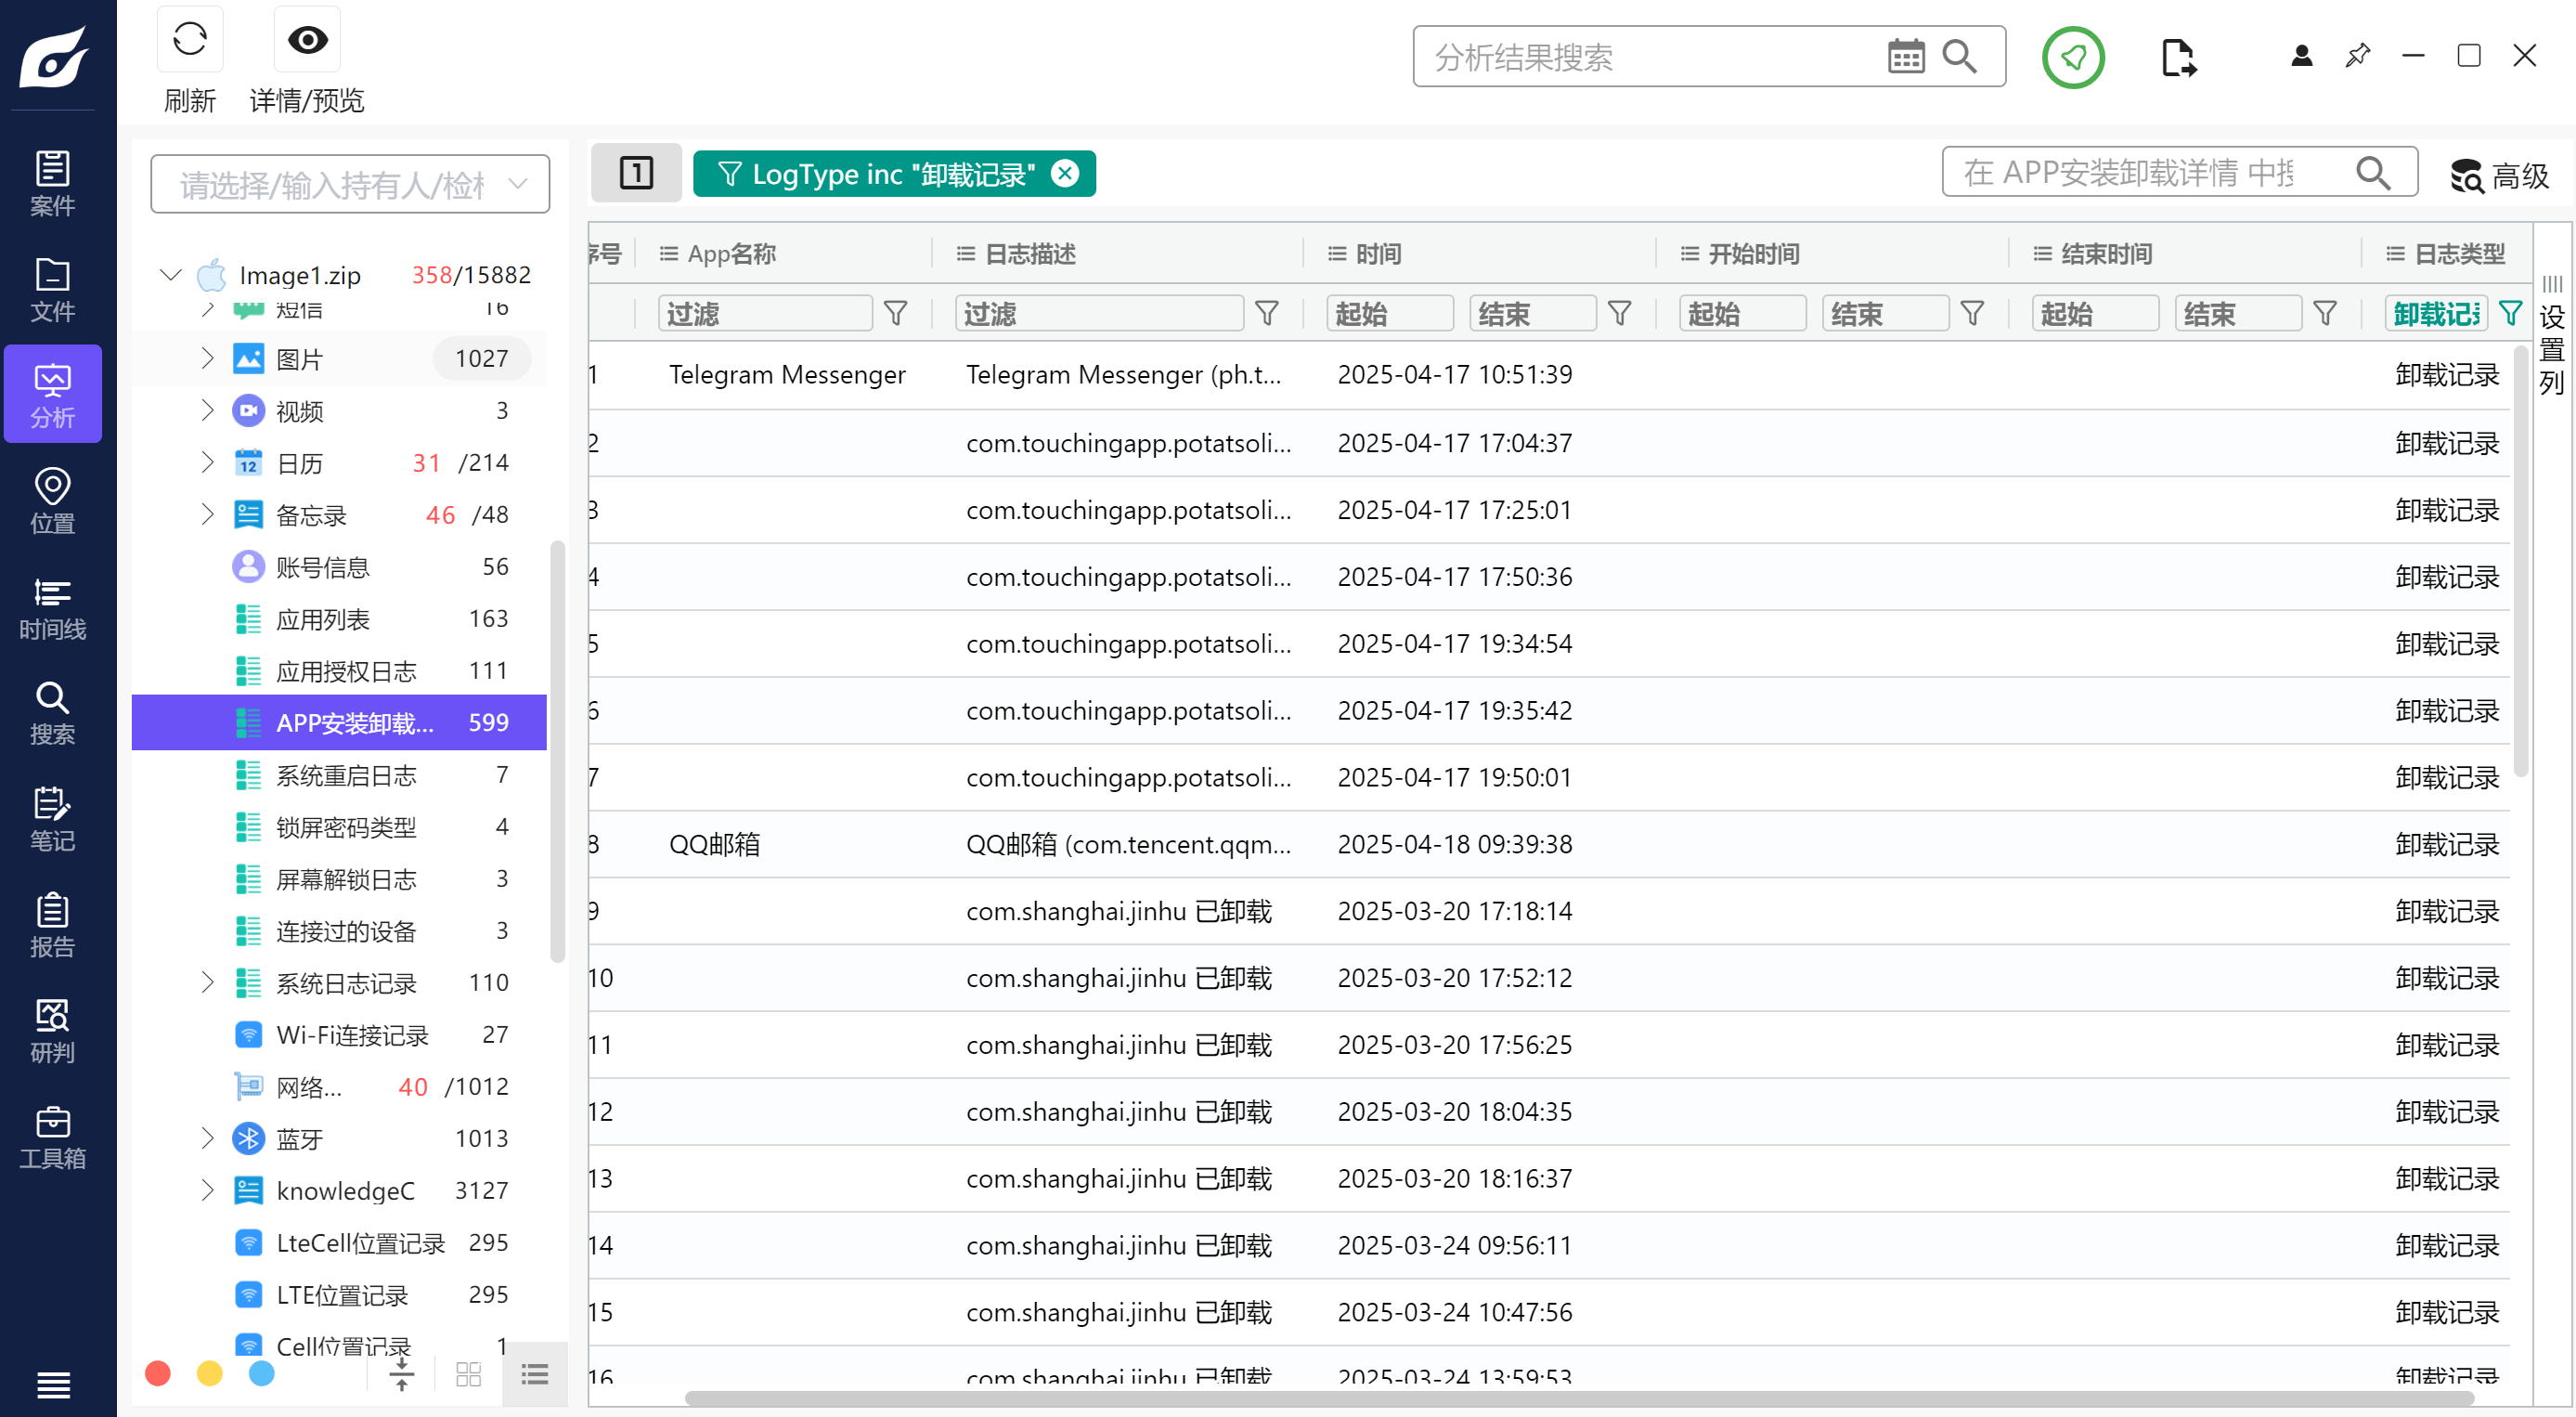 刷新
详情/预览
分析结果搜索
案件
文件
分析
位置
时间线
搜索
笔记
报告
研判
工具箱
请选择/输入持有人/检
Image1.zip 358/15882
短信 16
图片 1027
视频 3
日历 31 /214
备忘录 46 /48
账号信息 56
应用列表 163
应用授权日志 111
APP安装卸载... 599
系统重启日志 7
锁屏密码类型 4
屏幕解锁日志 3
连接过的设备 3
系统日志记录 110
Wi-Fi连接记录 27
网络... 40 /1012
蓝牙 1013
knowledgeC 3127
LteCell位置记录 295
LTE位置记录 295
Cell位置记录 1
1 LogType inc "卸载记录"
在 APP安装卸载详情 中搜
高级
序号 App名称 日志描述 时间 开始时间 结束时间 日志类型
过滤 过滤 起始 结束 起始 结束 起始 结束 卸载记录
设置列
1 Telegram Messenger Telegram Messenger (ph.t... 2025-04-17 10:51:39 卸载记录
2 com.touchingapp.potatsoli... 2025-04-17 17:04:37 卸载记录
3 com.touchingapp.potatsoli... 2025-04-17 17:25:01 卸载记录
4 com.touchingapp.potatsoli... 2025-04-17 17:50:36 卸载记录
5 com.touchingapp.potatsoli... 2025-04-17 19:34:54 卸载记录
6 com.touchingapp.potatsoli... 2025-04-17 19:35:42 卸载记录
7 com.touchingapp.potatsoli... 2025-04-17 19:50:01 卸载记录
8 QQ邮箱 QQ邮箱 (com.tencent.qqm... 2025-04-18 09:39:38 卸载记录
9 com.shanghai.jinhu 已卸载 2025-03-20 17:18:14 卸载记录
10 com.shanghai.jinhu 已卸载 2025-03-20 17:52:12 卸载记录
11 com.shanghai.jinhu 已卸载 2025-03-20 17:56:25 卸载记录
12 com.shanghai.jinhu 已卸载 2025-03-20 18:04:35 卸载记录
13 com.shanghai.jinhu 已卸载 2025-03-20 18:16:37 卸载记录
14 com.shanghai.jinhu 已卸载 2025-03-24 09:56:11 卸载记录
15 com.shanghai.jinhu 已卸载 2025-03-24 10:47:56 卸载记录
16 com.shanghai.jinhu 已卸载 2025-03-24 13:59:53 卸载记录